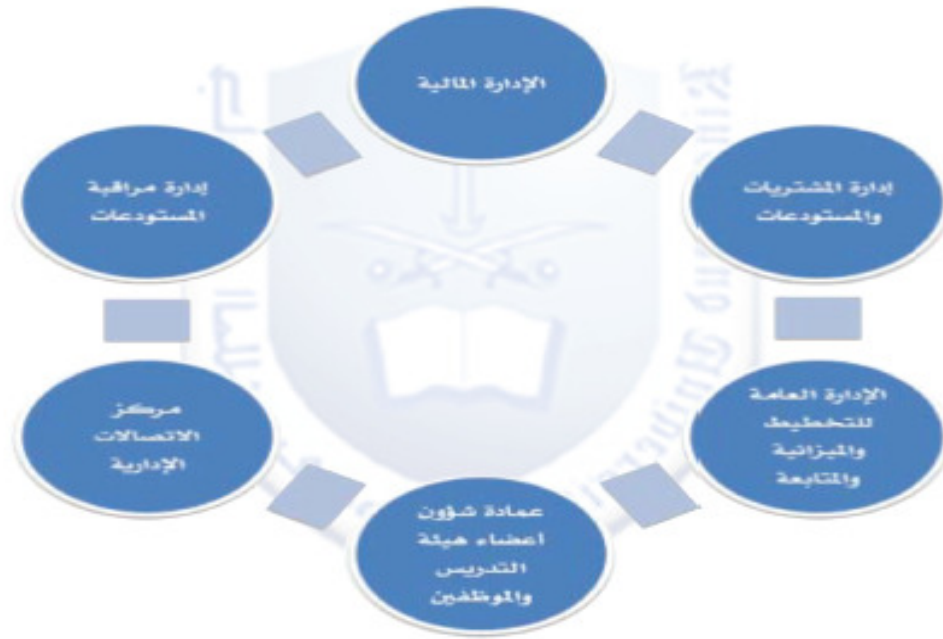 الإدارة المالية
إدارة المشتريات
والمستودعات
الإدارة العامة
للتخطيط
والميزانية
والمتابعة
عمادة شؤون
أعضاء هيئة
التدريس
والموظفين
مركز
الاتصالات
الإدارية
إدارة مراقبة
المستودعات